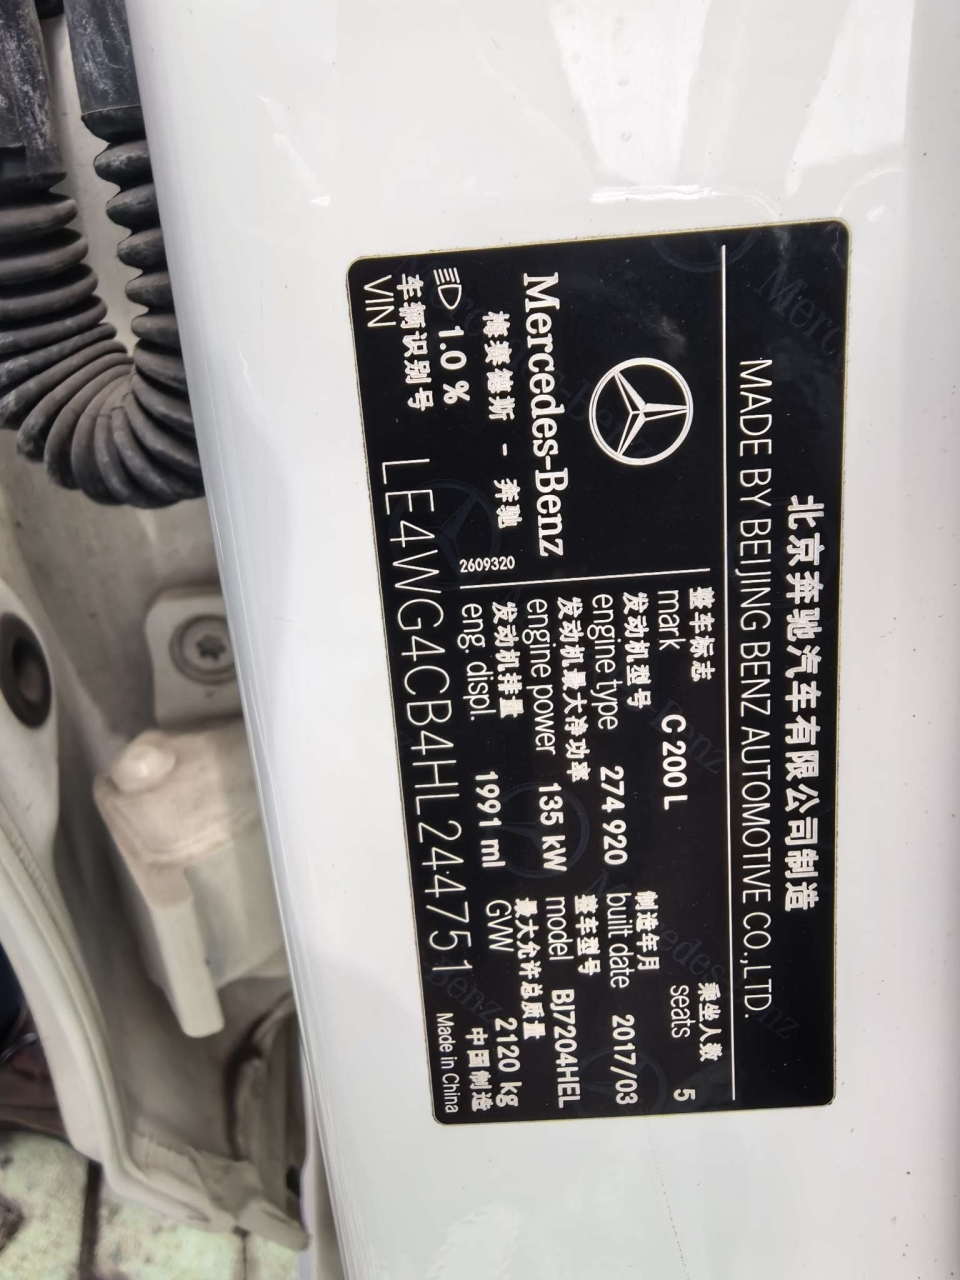 北京奔驰汽车有限公司制造
MADE BY BEIJING BENZ AUTOMOTIVE CO.,LTD.
Mercedes-Benz
梅赛德斯 - 奔驰
2609320
1.0 %
整车标志
mark C 200 L
乘坐人数
seats 5
发动机型号
engine type 274 920
制造年月
built date 2017/03
发动机最大净功率
engine power 135 kW
整车型号
model BJ7204HEL
发动机排量
eng. displ. 1991 ml
最大允许总质量
GVW 2120 kg
车辆识别号
VIN LE4WG4CB4HL244751
中国制造
Made in China